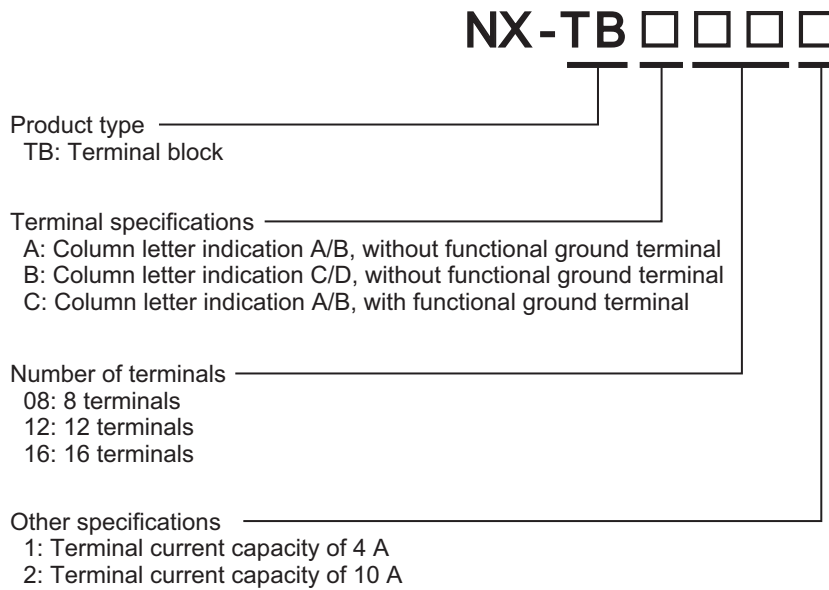 NX-TB□□□□
Product type
TB: Terminal block
Terminal specifications
A: Column letter indication A/B, without functional ground terminal
B: Column letter indication C/D, without functional ground terminal
C: Column letter indication A/B, with functional ground terminal
Number of terminals
08: 8 terminals
12: 12 terminals
16: 16 terminals
Other specifications
1: Terminal current capacity of 4 A
2: Terminal current capacity of 10 A